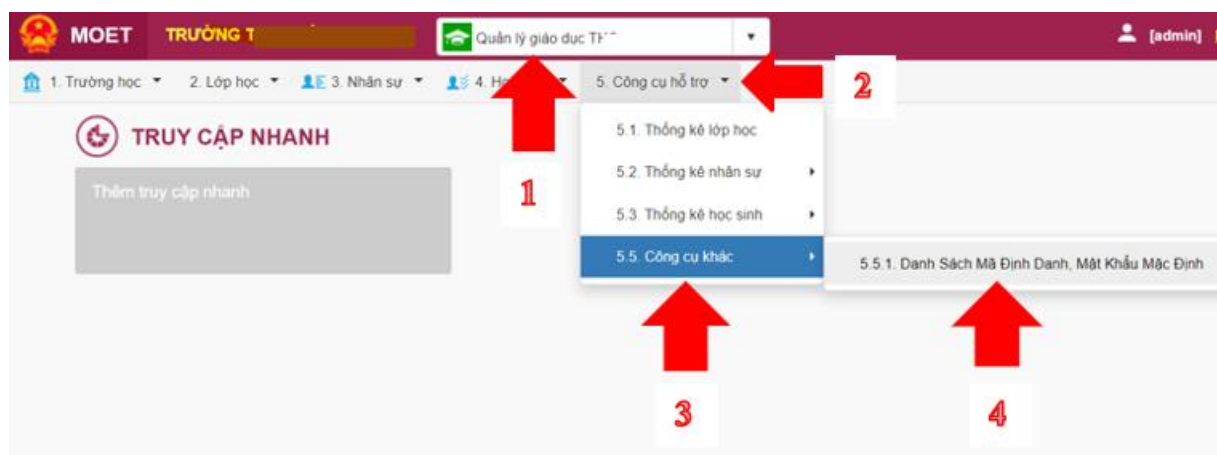 MOET TRƯỜNG T Quản lý giáo dục [admin]
1. Trường học 2. Lớp học 3. Nhân sự 4. 5. Công cụ hỗ trợ 2
TRUY CẬP NHANH
Thêm truy cập nhanh
1
5.1. Thống kê lớp học
5.2. Thống kê nhân sự
5.3. Thống kê học sinh
5.5. Công cụ khác
5.5.1. Danh Sách Mã Định Danh, Mật Khẩu Mặc Định
3
4